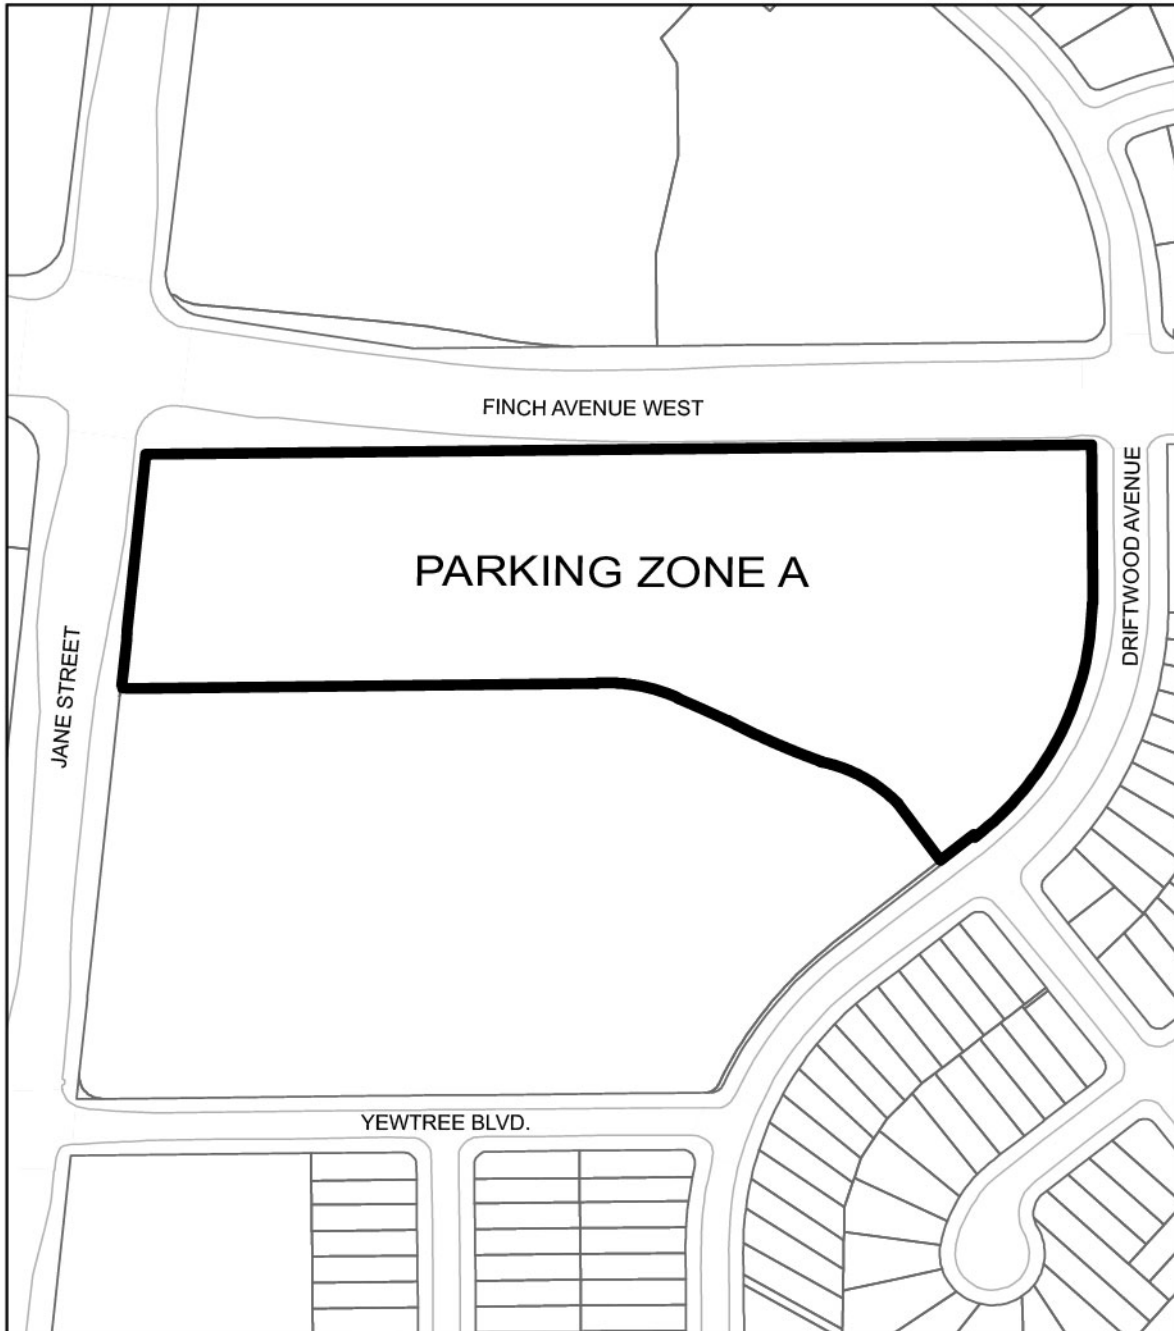 FINCH AVENUE WEST
PARKING ZONE A
DRIFTWOOD AVENUE
JANE STREET
YEWTREE BLVD.